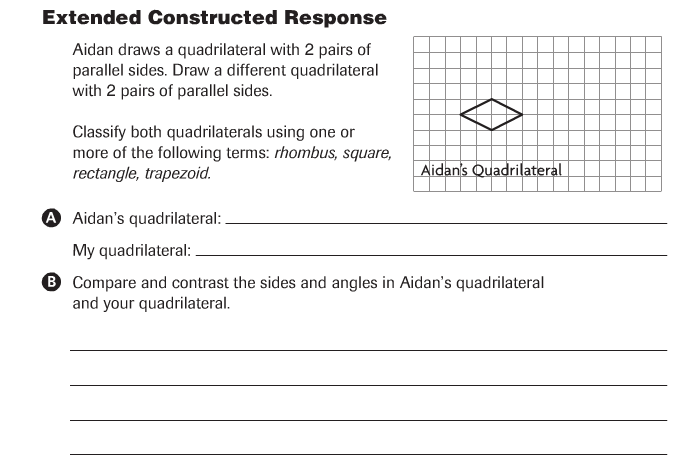 Extended Constructed Response
Aidan draws a quadrilateral with 2 pairs of
parallel sides. Draw a different quadrilateral
with 2 pairs of parallel sides.
Classify both quadrilaterals using one or
more of the following terms: rhombus, square,
rectangle, trapezoid.
Aidan's Quadrilateral
A Aidan's quadrilateral:
My quadrilateral:
B Compare and contrast the sides and angles in Aidan's quadrilateral
and your quadrilateral.